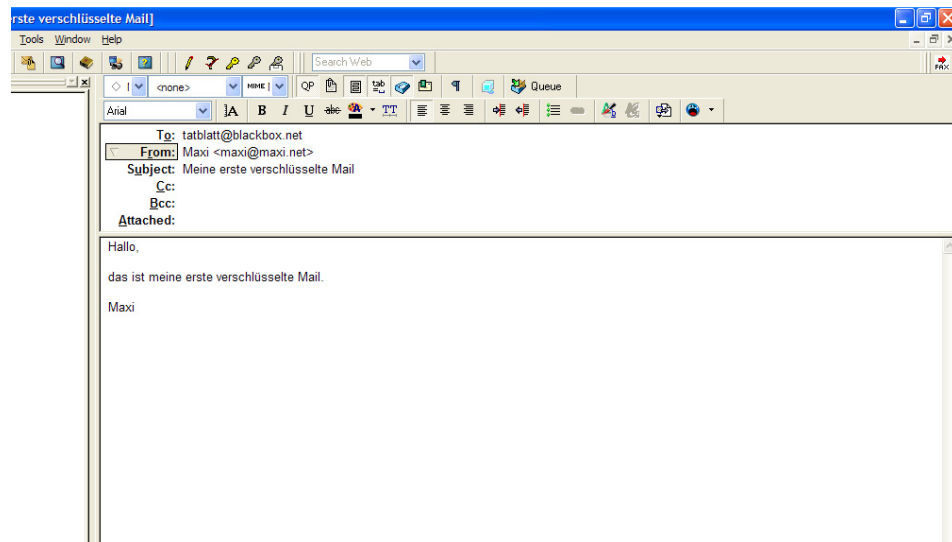 erste verschlüsselte Mail]
Tools Window Help
Search Web
<none> MIME QP Queue
Arial B I U abc TT
To: tatblatt@blackbox.net
From: Maxi <maxi@maxi.net>
Subject: Meine erste verschlüsselte Mail
Cc:
Bcc:
Attached:
Hallo,
das ist meine erste verschlüsselte Mail.
Maxi